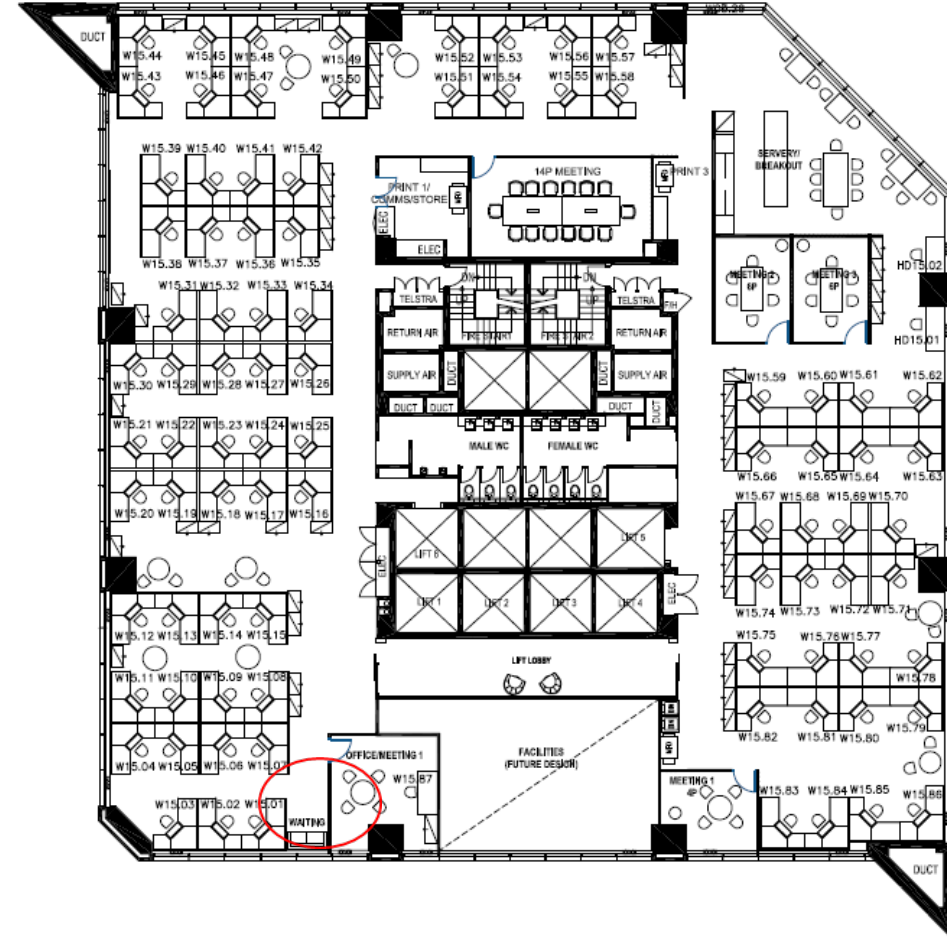 DUCT
W15.44 W15.45 W15.48 W15.49 W15.52 W15.53 W15.56 W15.57
W15.43 W15.46 W15.47 W15.50 W15.51 W15.54 W15.55 W15.58
W15.39 W15.40 W15.41 W15.42
SERVERY/
BREAKOUT
14P MEETING
PRINT 3
PRINT 1/
COMMS/STORE
ELEC
ELEC
W15.38 W15.37 W15.36 W15.35
HD15.02
DN DN
MEETING 2
6P
MEETING 3
6P
W15.31 W15.32 W15.33 W15.34
TELSTRA UP UP TELSTRA F/H
RETURN AIR FIRE STAIR 1 FIRE STAIR 2 RETURN AIR
HD15.01
SUPPLY AIR DUCT DUCT SUPPLY AIR
W15.30 W15.29 W15.28 W15.27 W15.26
W15.59 W15.60 W15.61 W15.62
DUCT DUCT DUCT DUCT
W15.21 W15.22 W15.23 W15.24 W15.25
MALE WC FEMALE WC
W15.66 W15.65 W15.64 W15.63
W15.67 W15.68 W15.69 W15.70
W15.20 W15.19 W15.18 W15.17 W15.16
LIFT 6 LIFT 5
ELEC ELEC
LIFT 1 LIFT 2 LIFT 3 LIFT 4
W15.74 W15.73 W15.72 W15.71
W15.12 W15.13 W15.14 W15.15
W15.75 W15.76 W15.77
LIFT LOBBY
W15.11 W15.10 W15.09 W15.08
W15.78
W15.79
W15.82 W15.81 W15.80
OFFICE/MEETING 1
FACILITIES
(FUTURE DESIGN)
W15.04 W15.05 W15.06 W15.07
W15.87
MEETING 1
4P
W15.83 W15.84 W15.85 W15.86
W15.03 W15.02 W15.01
WAITING
DUCT